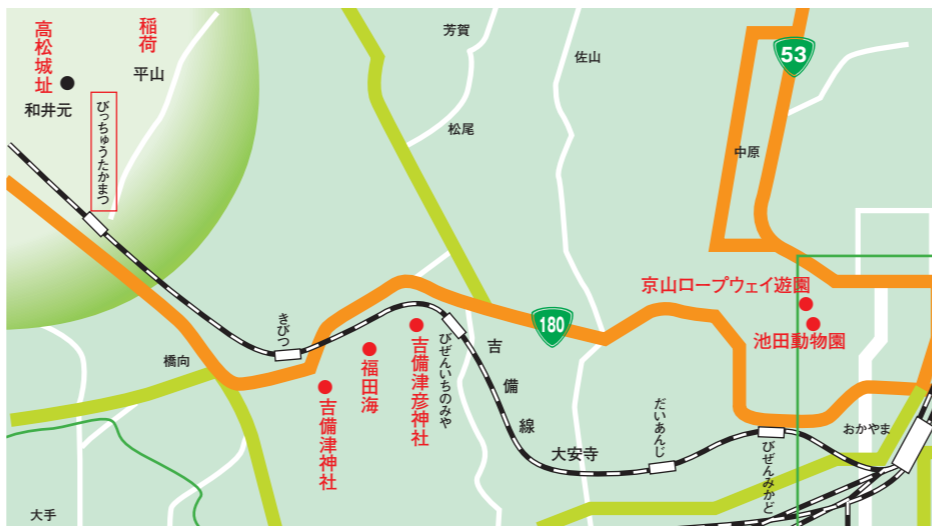 高松城址
稲荷
平山
和井元
びっちゅうたかまつ
芳賀
佐山
松尾
53
中原
京山ロープウェイ遊園
池田動物園
180
きびつ
橋向
福田海
吉備津彦神社
びぜんいちのみや
吉備線
吉備津神社
大安寺
だいあんじ
びぜんみかど
おかやま
大手